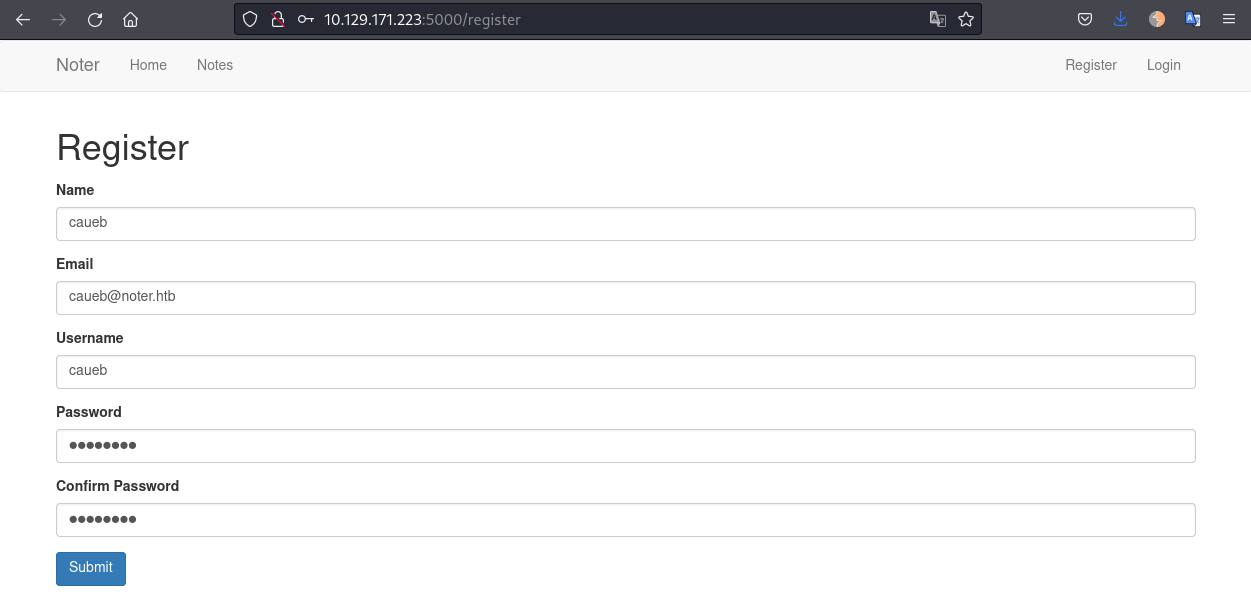 10.129.171.223:5000/register
Noter Home Notes Register Login
Register
Name
caueb
Email
caueb@noter.htb
Username
caueb
Password
●●●●●●●●
Confirm Password
●●●●●●●●
Submit